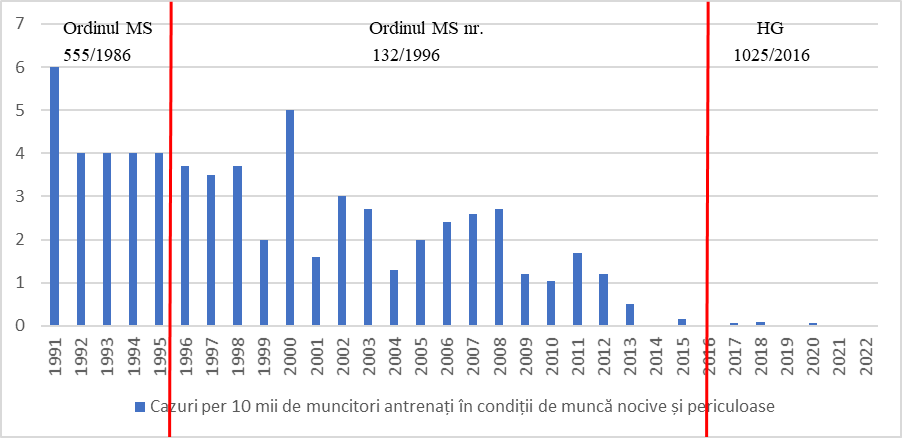 7
Ordinul MS
555/1986
Ordinul MS nr.
132/1996
HG
1025/2016
6
5
4
3
2
1
0
1991 1992 1993 1994 1995 1996 1997 1998 1999 2000 2001 2002 2003 2004 2005 2006 2007 2008 2009 2010 2011 2012 2013 2014 2015 2016 2017 2018 2019 2020 2021 2022
Cazuri per 10 mii de muncitori antrenați în condiții de muncă nocive și periculoase